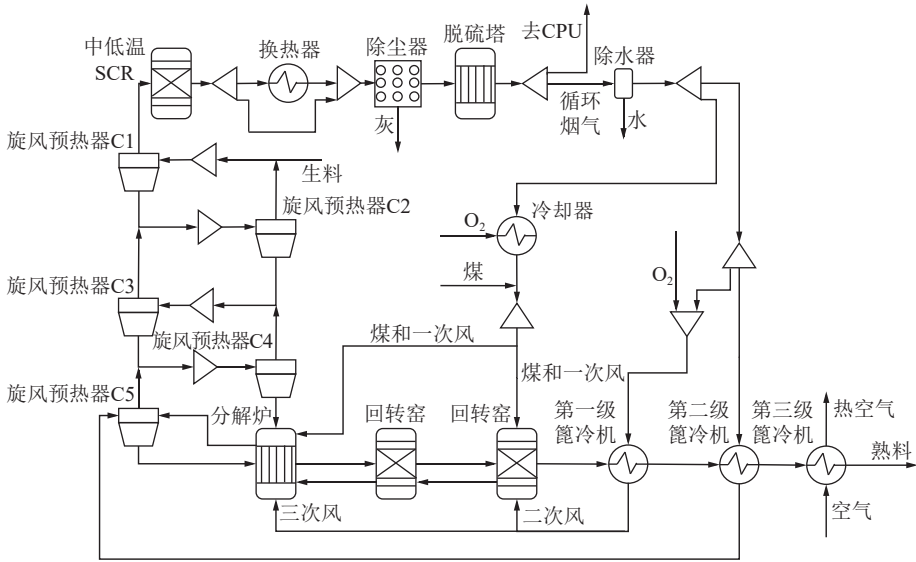 去CPU
脱硫塔
中低温
SCR
换热器
除尘器
除水器
循环
烟气
水
灰
旋风预热器C1
生料
旋风预热器C2
O₂
冷却器
旋风预热器C3
煤
O₂
旋风预热器C4
煤和一次风
煤和一次风
旋风预热器C5
分解炉
回转窑
回转窑
第一级
篦冷机
第二级
篦冷机
第三级
篦冷机
热空气
熟料
三次风
二次风
空气